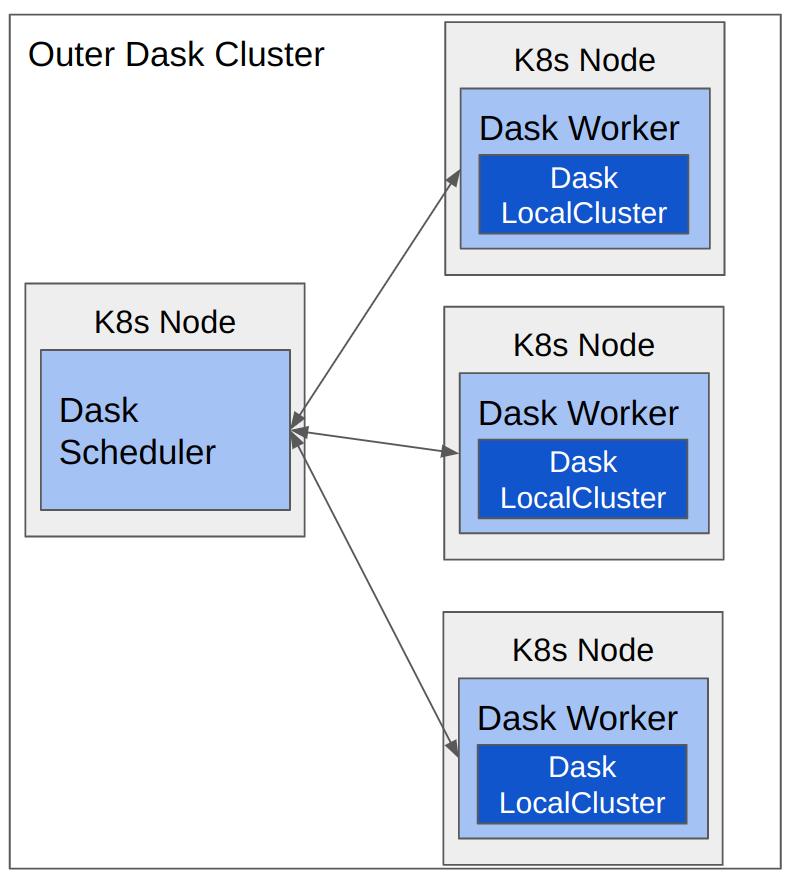 Outer Dask Cluster
K8s Node
Dask Worker
Dask
LocalCluster
K8s Node
Dask
Scheduler
K8s Node
Dask Worker
Dask
LocalCluster
K8s Node
Dask Worker
Dask
LocalCluster